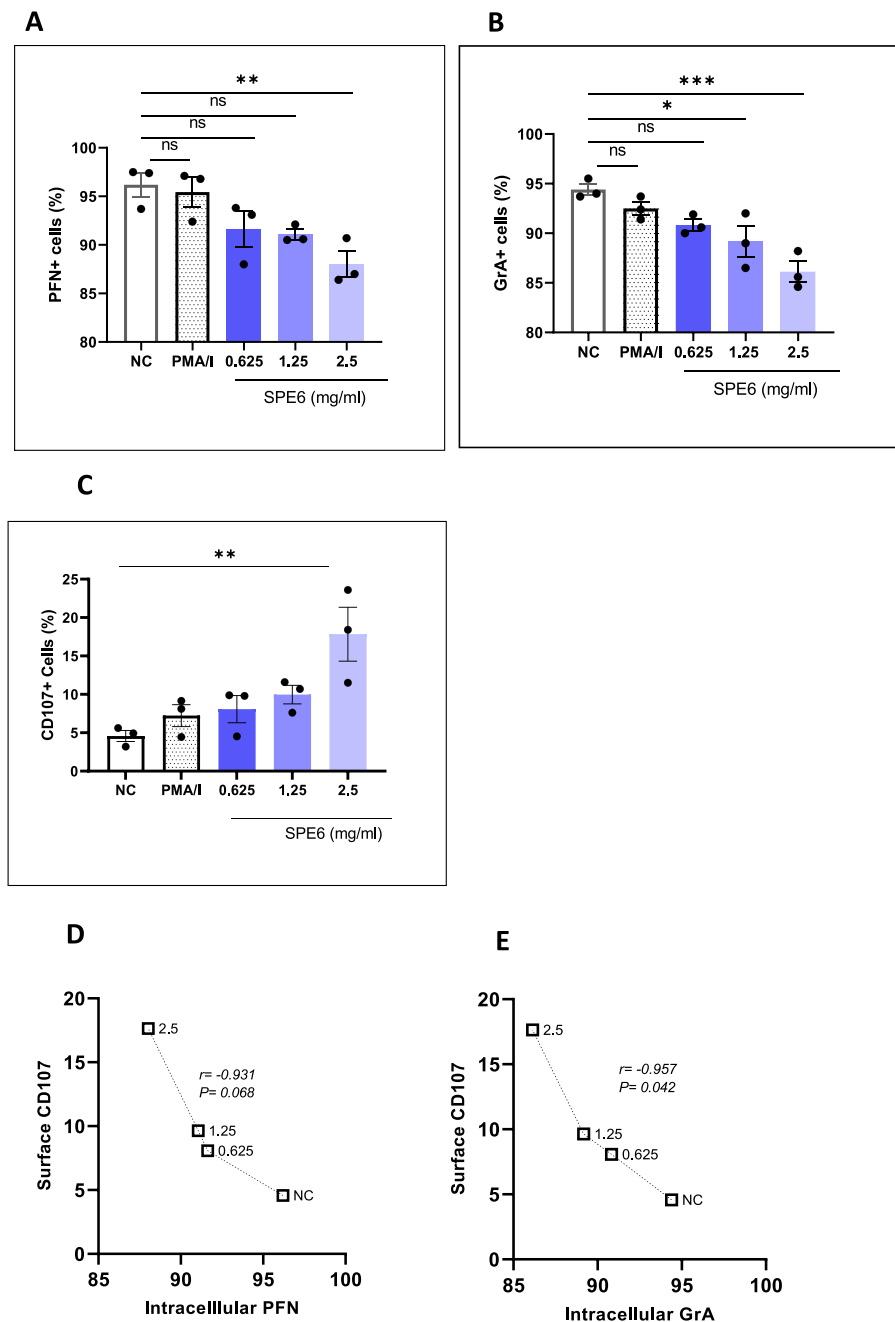 A
**
ns
ns
ns
100
95
90
85
80
PFN+ cells (%)
NC
PMA/I
0.625
1.25
2.5
SPE6 (mg/ml)
B
***
*
ns
ns
100
95
90
85
80
GrA+ cells (%)
NC
PMA/I
0.625
1.25
2.5
SPE6 (mg/ml)
C
**
25
20
15
10
5
0
CD107+ Cells (%)
NC
PMA/I
0.625
1.25
2.5
SPE6 (mg/ml)
D
20
15
10
5
0
Surface CD107
2.5
r= -0.931
P= 0.068
1.25
0.625
NC
85
90
95
100
Intracelllular PFN
E
20
15
10
5
0
Surface CD107
2.5
r= -0.957
P= 0.042
1.25
0.625
NC
85
90
95
100
Intracellular GrA